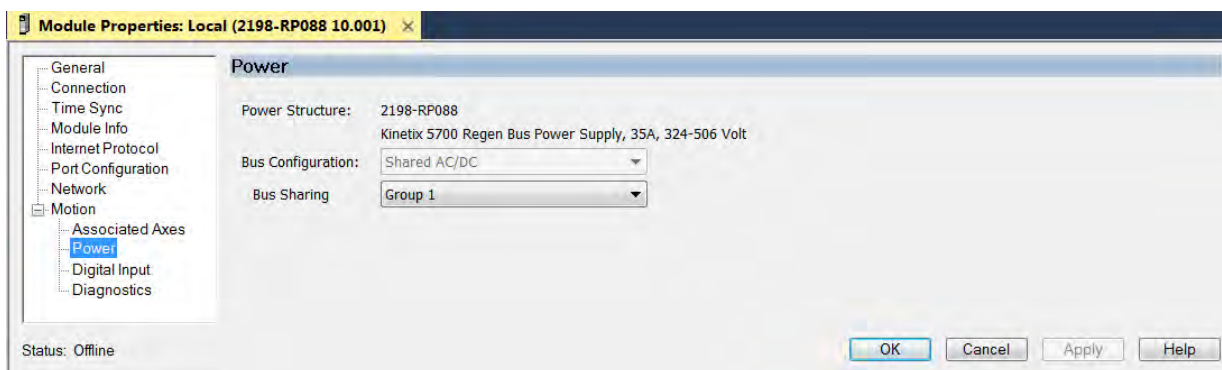 Module Properties: Local (2198-RP088 10.001) ×
General
Connection
Time Sync
Module Info
Internet Protocol
Port Configuration
Network
Motion
Associated Axes
Power
Digital Input
Diagnostics
Power
Power Structure: 2198-RP088
Kinetix 5700 Regen Bus Power Supply, 35A, 324-506 Volt
Bus Configuration: Shared AC/DC
Bus Sharing Group 1
Status: Offline
OK Cancel Apply Help